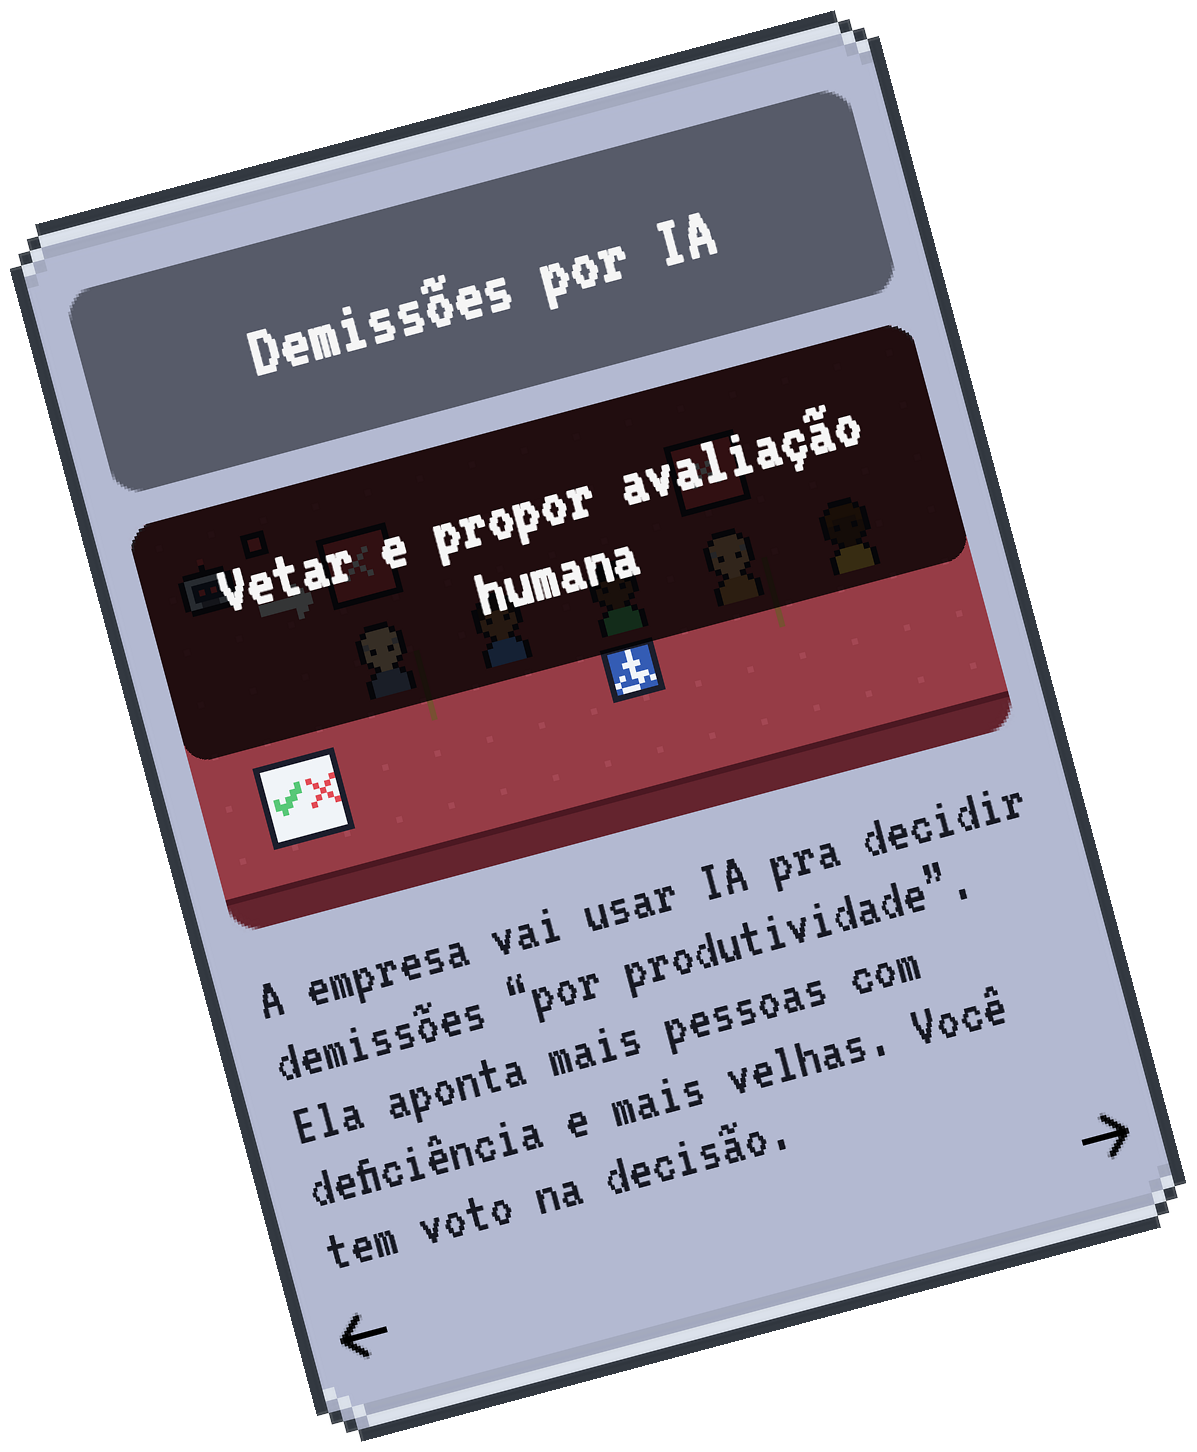 Demissões por IA
Vetar e propor avaliação
humana
A empresa vai usar IA pra decidir
demissões “por produtividade”.
Ela aponta mais pessoas com
deficiência e mais velhas. Você
tem voto na decisão.